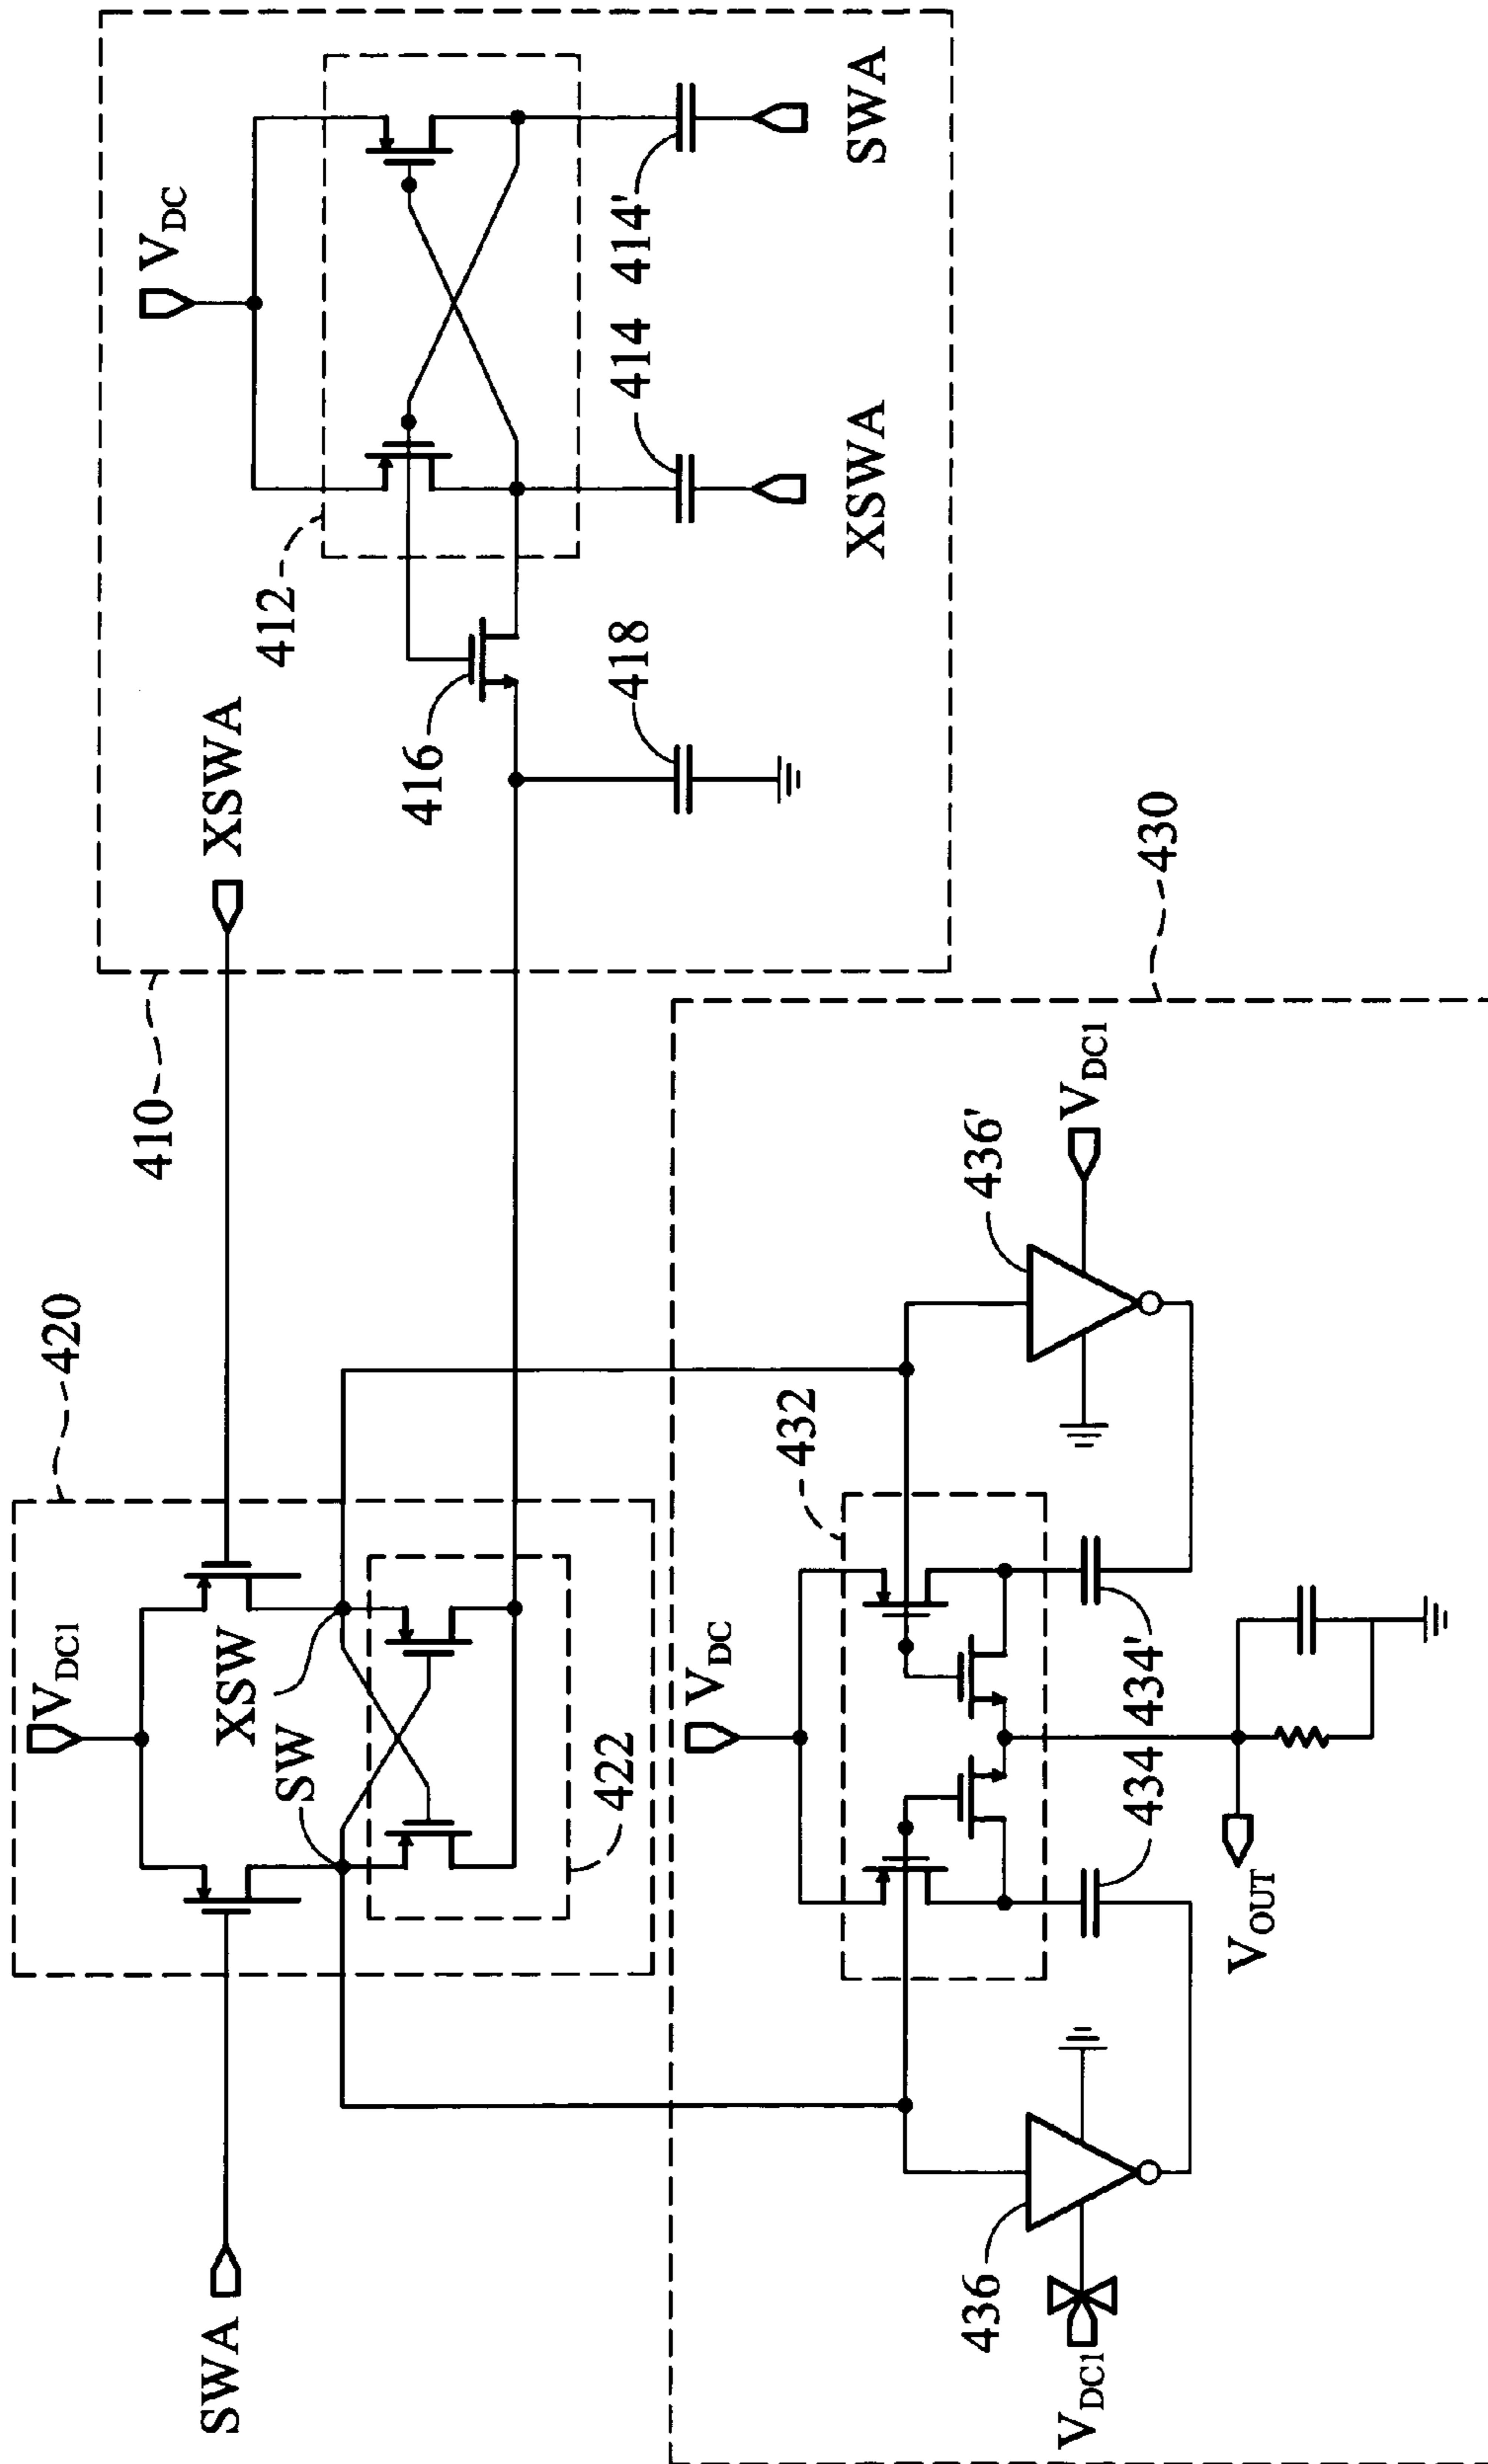 420
SWA
V_DC1
XSW
SW
422
XSWA
410
V_DC
412
416
418
414
414'
XSWA
SWA
430
V_DC
432
434
434'
436
436'
V_DC1
V_DC1
V_OUT